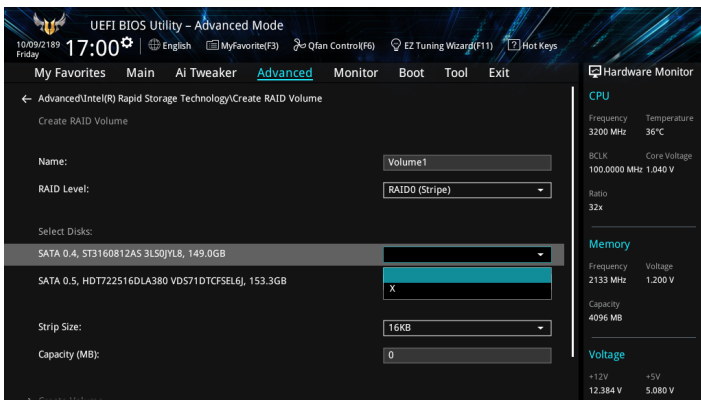 UEFI BIOS Utility – Advanced Mode
10/09/2189
Friday
17:00
English
MyFavorite(F3)
Qfan Control(F6)
EZ Tuning Wizard(F11)
? Hot Keys
My Favorites
Main
Ai Tweaker
Advanced
Monitor
Boot
Tool
Exit
← Advanced\Intel(R) Rapid Storage Technology\Create RAID Volume
Create RAID Volume
Name: Volume1
RAID Level: RAID0 (Stripe)
Select Disks:
SATA 0.4, ST3160812AS 3LS0JYL8, 149.0GB
SATA 0.5, HDT722516DLA380 VDS71DTCFSEL6J, 153.3GB
X
Strip Size: 16KB
Capacity (MB): 0
Create Volume
Hardware Monitor
CPU
Frequency Temperature
3200 MHz 36°C
BCLK Core Voltage
100.0000 MHz 1.040 V
Ratio
32x
Memory
Frequency Voltage
2133 MHz 1.200 V
Capacity
4096 MB
Voltage
+12V +5V
12.384 V 5.080 V